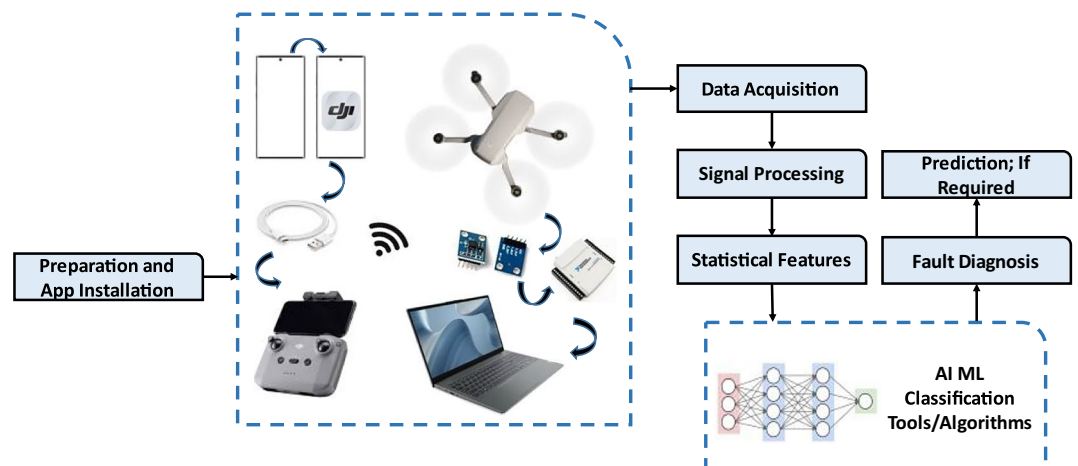 dji
Preparation and
App Installation
Data Acquisition
Signal Processing
Statistical Features
Prediction; If
Required
Fault Diagnosis
AI ML
Classification
Tools/Algorithms